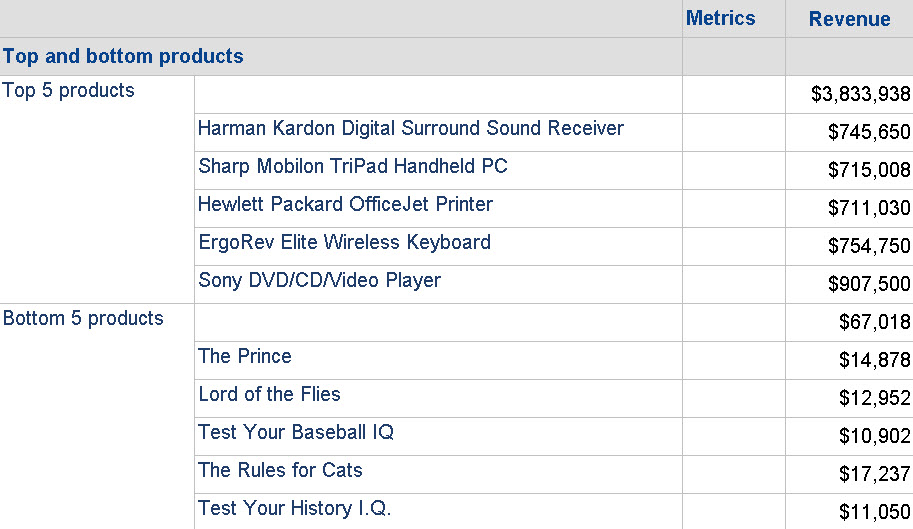 Metrics Revenue
Top and bottom products
Top 5 products $3,833,938
Harman Kardon Digital Surround Sound Receiver $745,650
Sharp Mobilon TriPad Handheld PC $715,008
Hewlett Packard OfficeJet Printer $711,030
ErgoRev Elite Wireless Keyboard $754,750
Sony DVD/CD/Video Player $907,500
Bottom 5 products $67,018
The Prince $14,878
Lord of the Flies $12,952
Test Your Baseball IQ $10,902
The Rules for Cats $17,237
Test Your History I.Q. $11,050